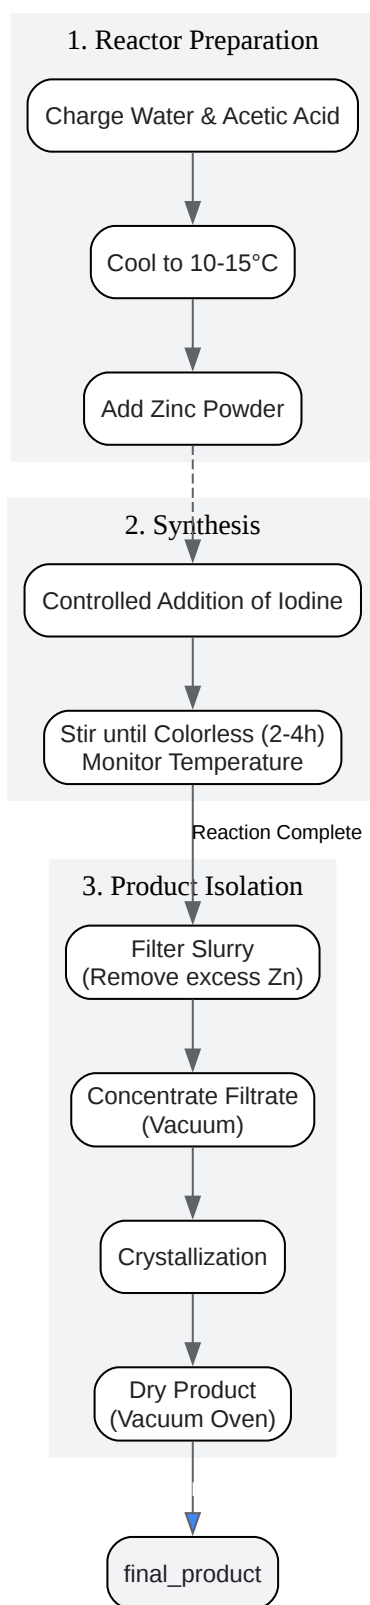 1. Reactor Preparation
Charge Water & Acetic Acid
Cool to 10-15°C
Add Zinc Powder
2. Synthesis
Controlled Addition of Iodine
Stir until Colorless (2-4h)
Monitor Temperature
Reaction Complete
3. Product Isolation
Filter Slurry
(Remove excess Zn)
Concentrate Filtrate
(Vacuum)
Crystallization
Dry Product
(Vacuum Oven)
final_product